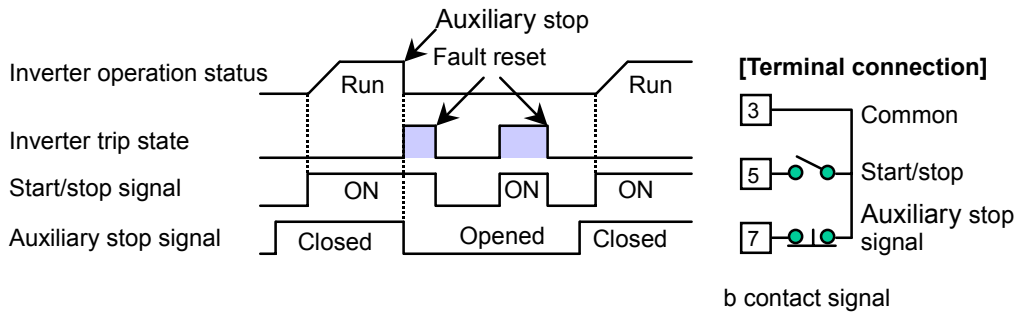 Auxiliary stop
Fault reset
Inverter operation status
Run
Run
Inverter trip state
Start/stop signal
ON
ON
ON
Auxiliary stop signal
Closed
Opened
Closed
[Terminal connection]
3
Common
5
Start/stop
7
Auxiliary stop
signal
b contact signal